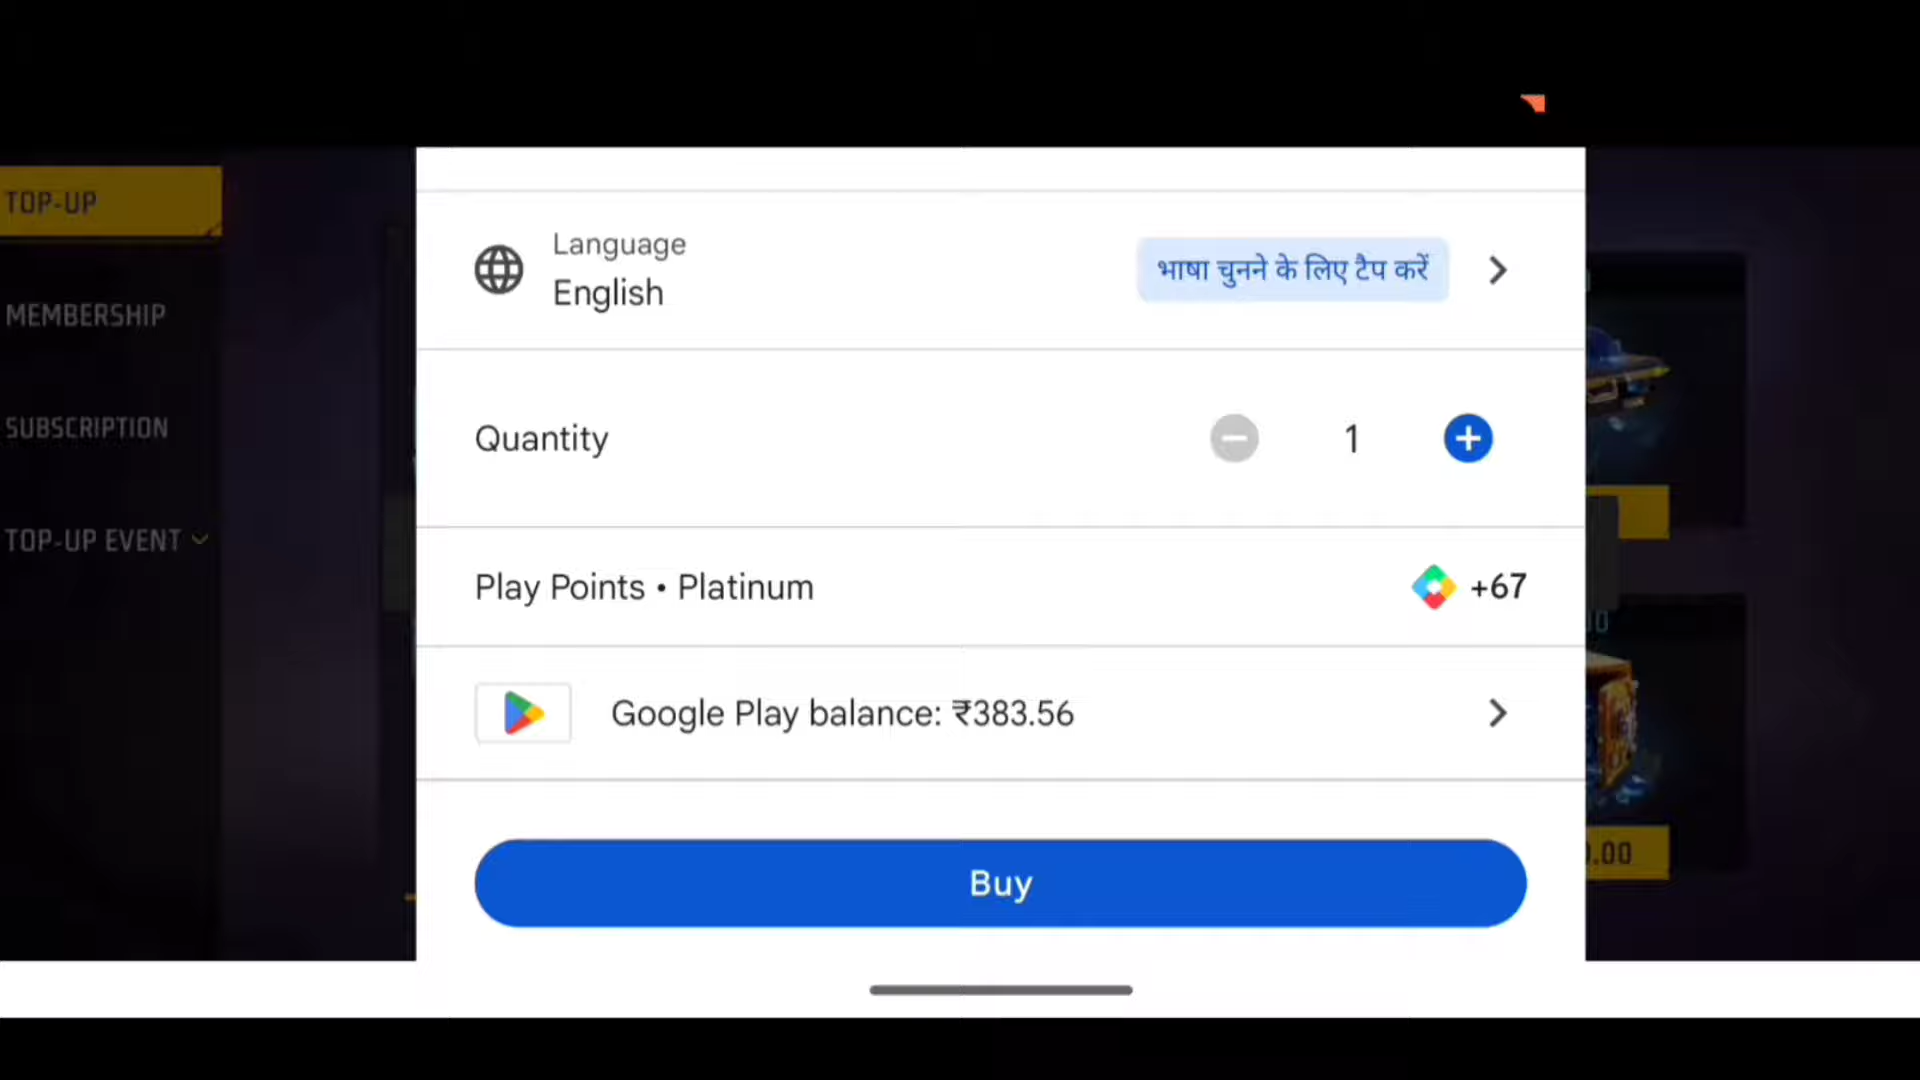 TOP-UP
MEMBERSHIP
SUBSCRIPTION
TOP-UP EVENT
Language
English
भाषा चुनने के लिए टैप करें
Quantity
1
Play Points • Platinum
+67
Google Play balance: ₹383.56
Buy